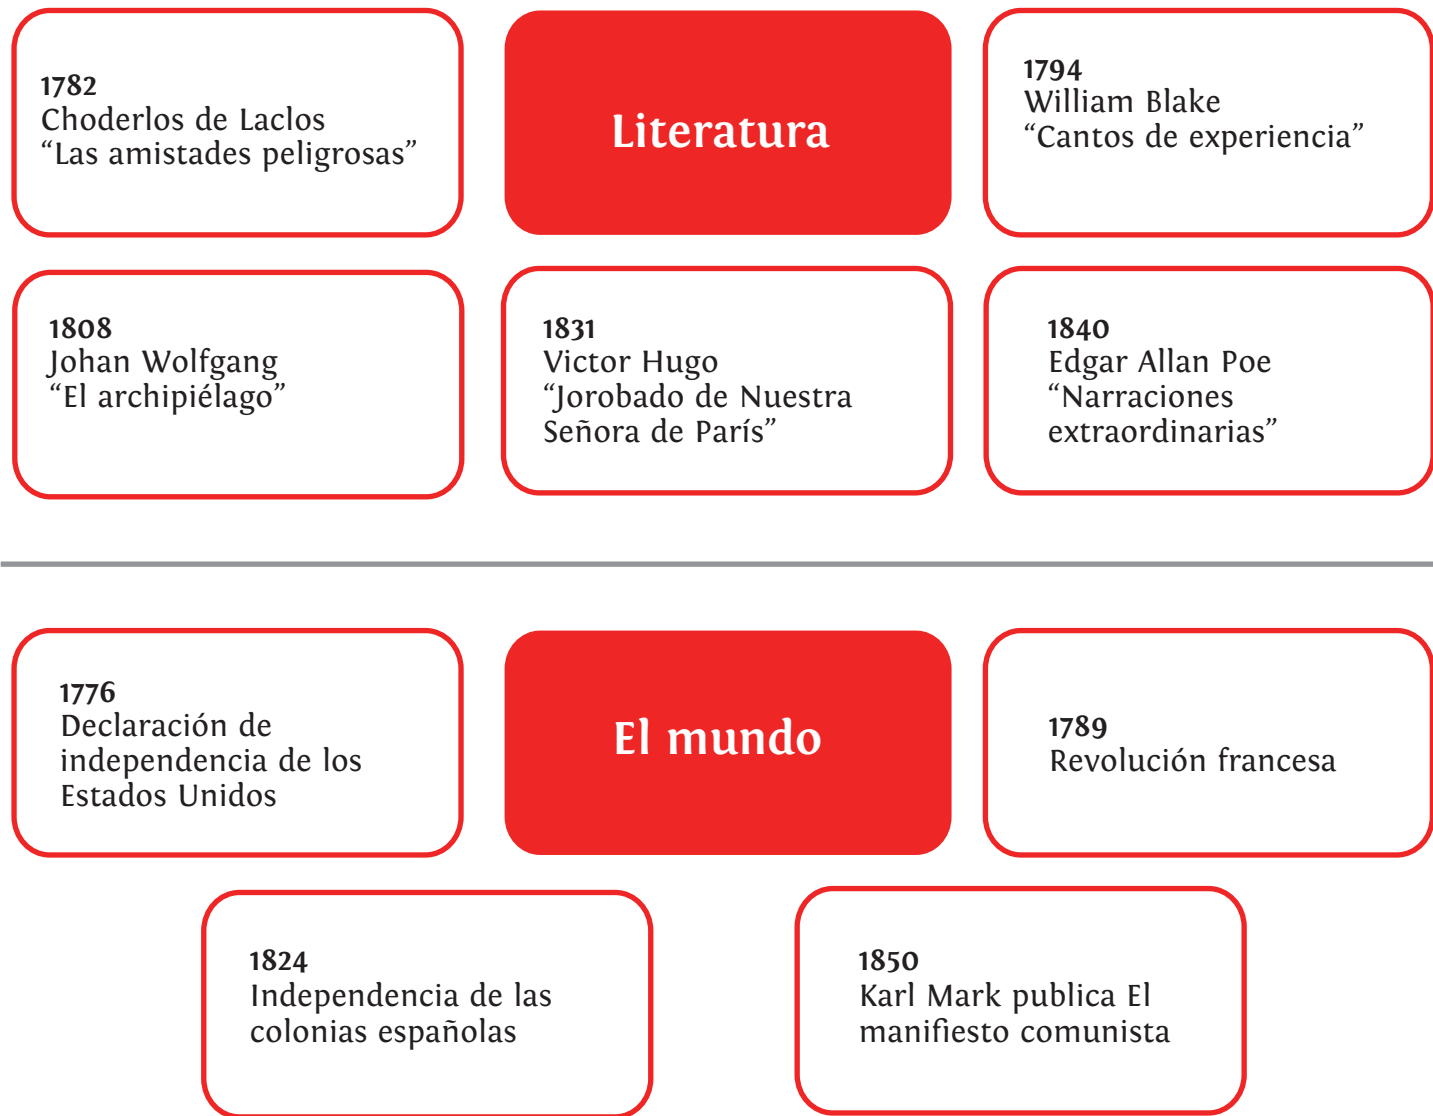 1782
Choderlos de Laclos
“Las amistades peligrosas”
Literatura
1794
William Blake
“Cantos de experiencia”
1808
Johan Wolfgang
“El archipiélago”
1831
Victor Hugo
“Jorobado de Nuestra
Señora de París”
1840
Edgar Allan Poe
“Narraciones
extraordinarias”
1776
Declaración de
independencia de los
Estados Unidos
El mundo
1789
Revolución francesa
1824
Independencia de las
colonias españolas
1850
Karl Mark publica El
manifiesto comunista